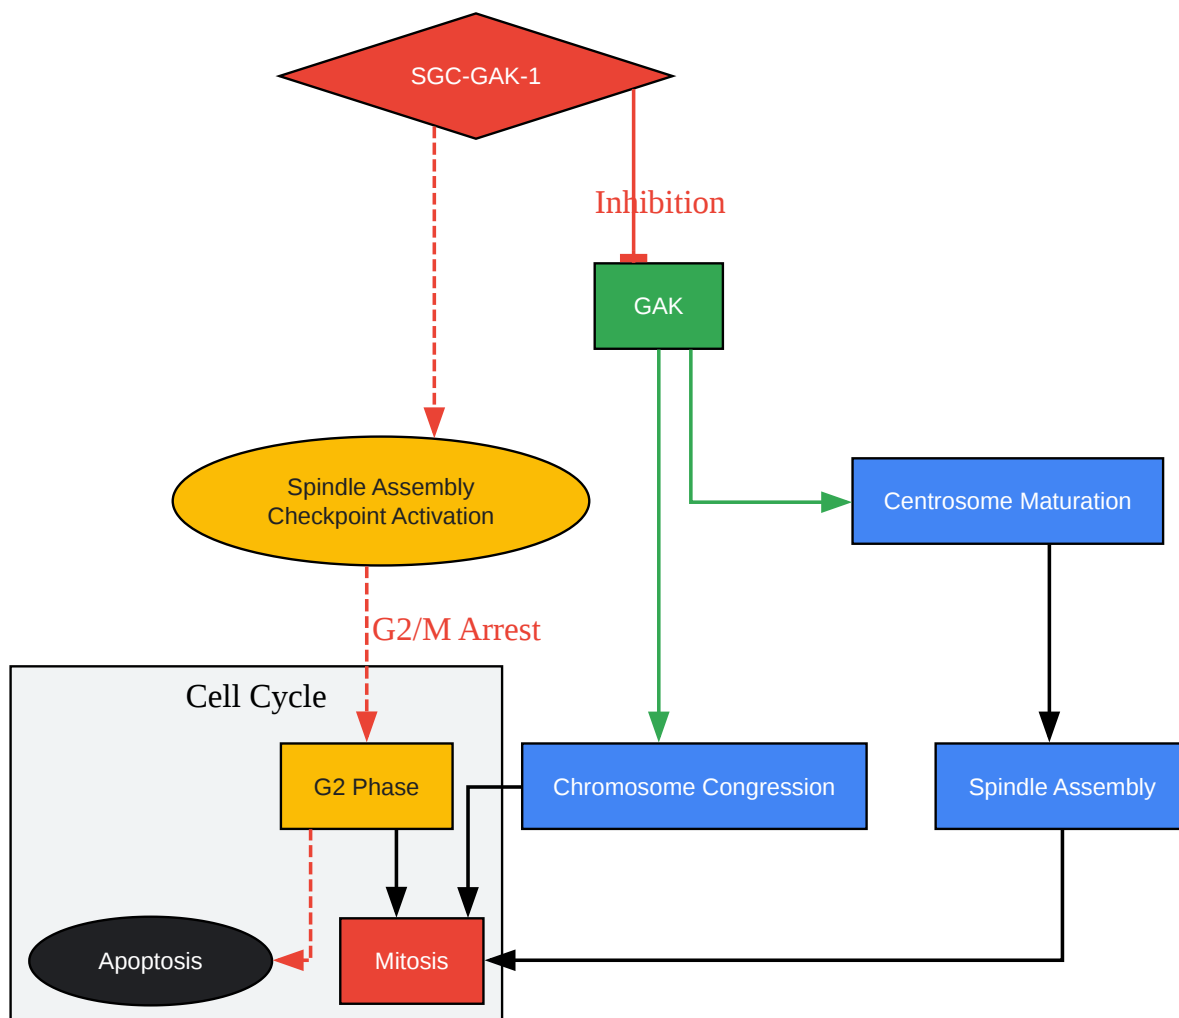 SGC-GAK-1
Inhibition
GAK
Spindle Assembly
Checkpoint Activation
Centrosome Maturation
G2/M Arrest
Cell Cycle
G2 Phase
Chromosome Congression
Spindle Assembly
Apoptosis
Mitosis